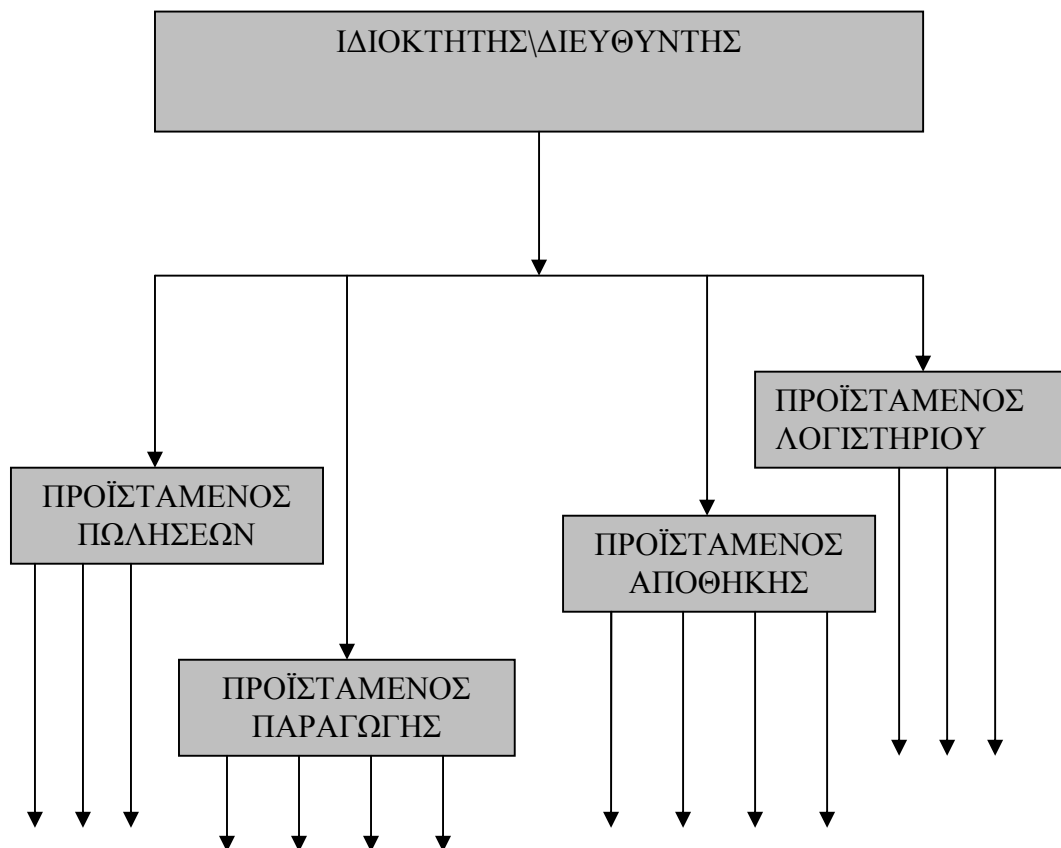 ΙΔΙΟΚΤΗΤΗΣ\ΔΙΕΥΘΥΝΤΗΣ
ΠΡΟΪΣΤΑΜΕΝΟΣ
ΛΟΓΙΣΤΗΡΙΟΥ
ΠΡΟΪΣΤΑΜΕΝΟΣ
ΠΩΛΗΣΕΩΝ
ΠΡΟΪΣΤΑΜΕΝΟΣ
ΑΠΟΘΗΚΗΣ
ΠΡΟΪΣΤΑΜΕΝΟΣ
ΠΑΡΑΓΩΓΗΣ